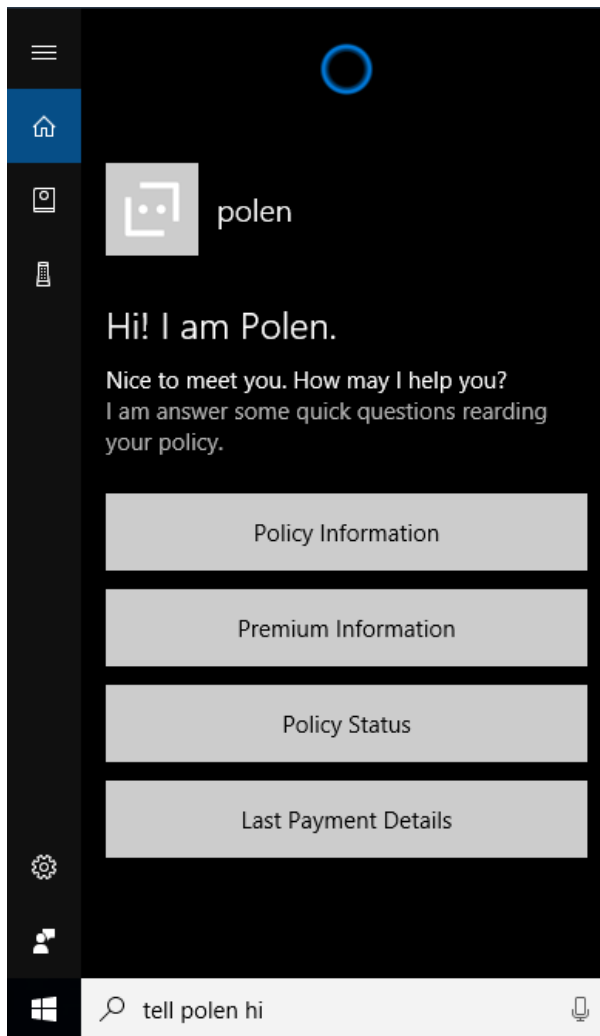 polen
Hi! I am Polen.
Nice to meet you. How may I help you?
I am answer some quick questions rearding
your policy.
Policy Information
Premium Information
Policy Status
Last Payment Details
tell polen hi